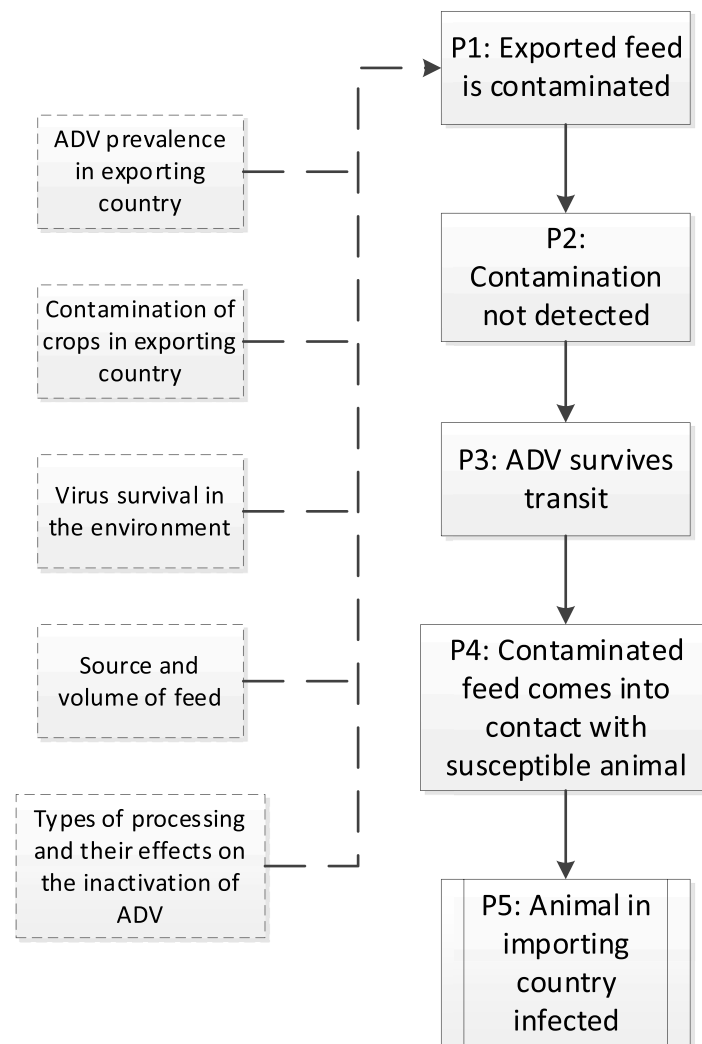 P1: Exported feed
is contaminated
ADV prevalence
in exporting
country
P2:
Contamination
not detected
Contamination of
crops in exporting
country
P3: ADV survives
transit
Virus survival in
the environment
P4: Contaminated
feed comes into
contact with
susceptible animal
Source and
volume of feed
Types of processing
and their effects on
the inactivation of
ADV
P5: Animal in
importing
country
infected